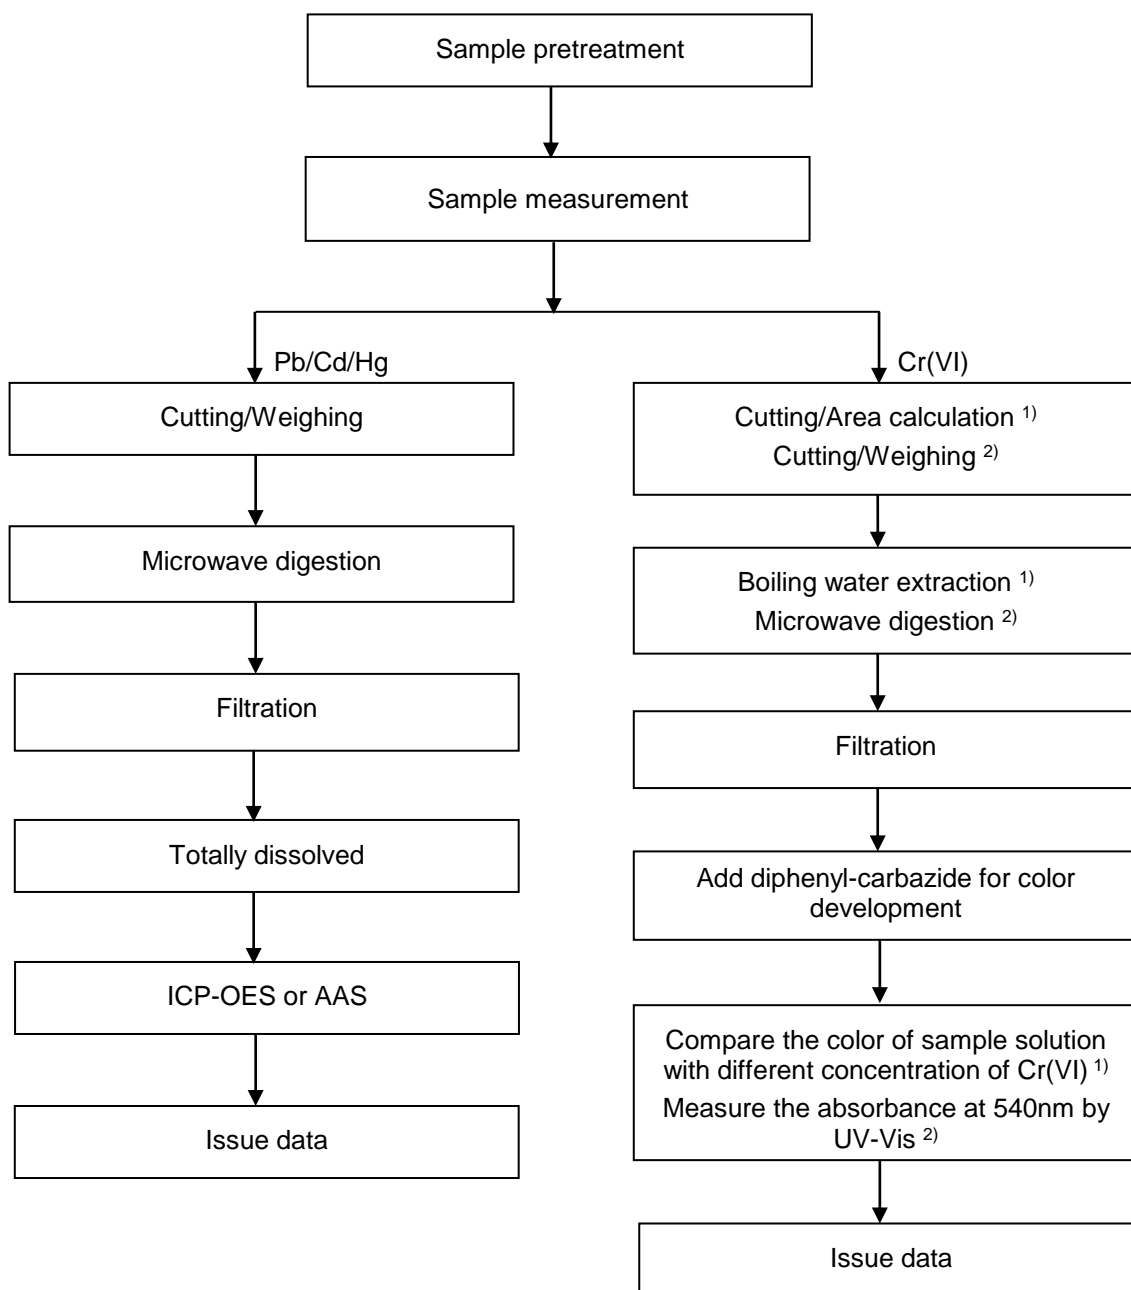 Sample pretreatment
Sample measurement
Pb/Cd/Hg
Cutting/Weighing
Microwave digestion
Filtration
Totally dissolved
ICP-OES or AAS
Issue data
Cr(VI)
Cutting/Area calculation 1)
Cutting/Weighing 2)
Boiling water extraction 1)
Microwave digestion 2)
Filtration
Add diphenyl-carbazide for color
development
Compare the color of sample solution
with different concentration of Cr(VI) 1)
Measure the absorbance at 540nm by
UV-Vis 2)
Issue data